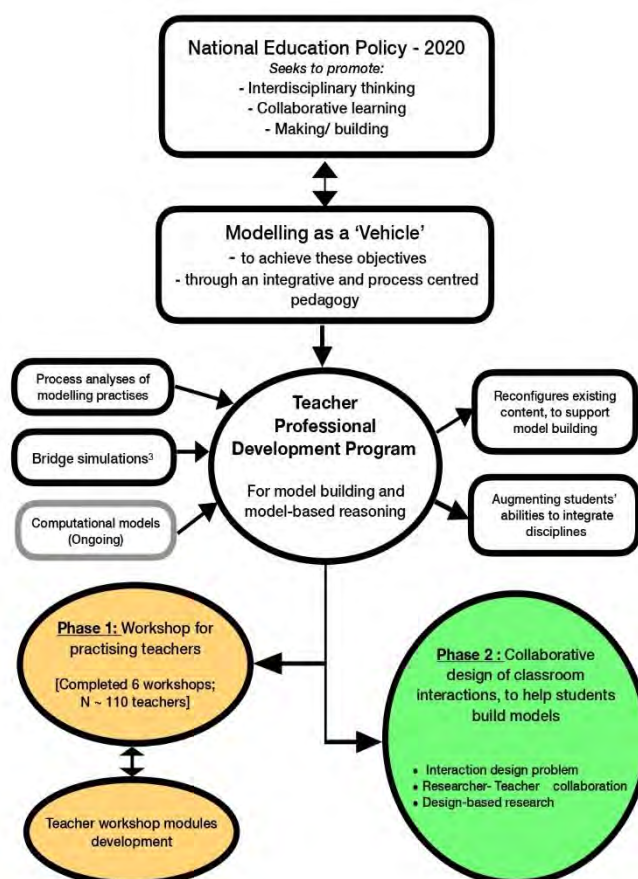 National Education Policy - 2020
Seeks to promote:
- Interdisciplinary thinking
- Collaborative learning
- Making/ building
Modelling as a 'Vehicle'
- to achieve these objectives
- through an integrative and process centred
pedagogy
Process analyses of
modelling practises
Bridge simulations³
Computational models
(Ongoing)
Teacher
Professional
Development Program
For model building and
model-based reasoning
Reconfigures existing
content, to support
model building
Augmenting students'
abilities to integrate
disciplines
Phase 1: Workshop for
practising teachers
[Completed 6 workshops;
N ~ 110 teachers]
Teacher workshop modules
development
Phase 2 : Collaborative
design of classroom
interactions, to help students
build models
• Interaction design problem
• Researcher- Teacher collaboration
• Design-based research